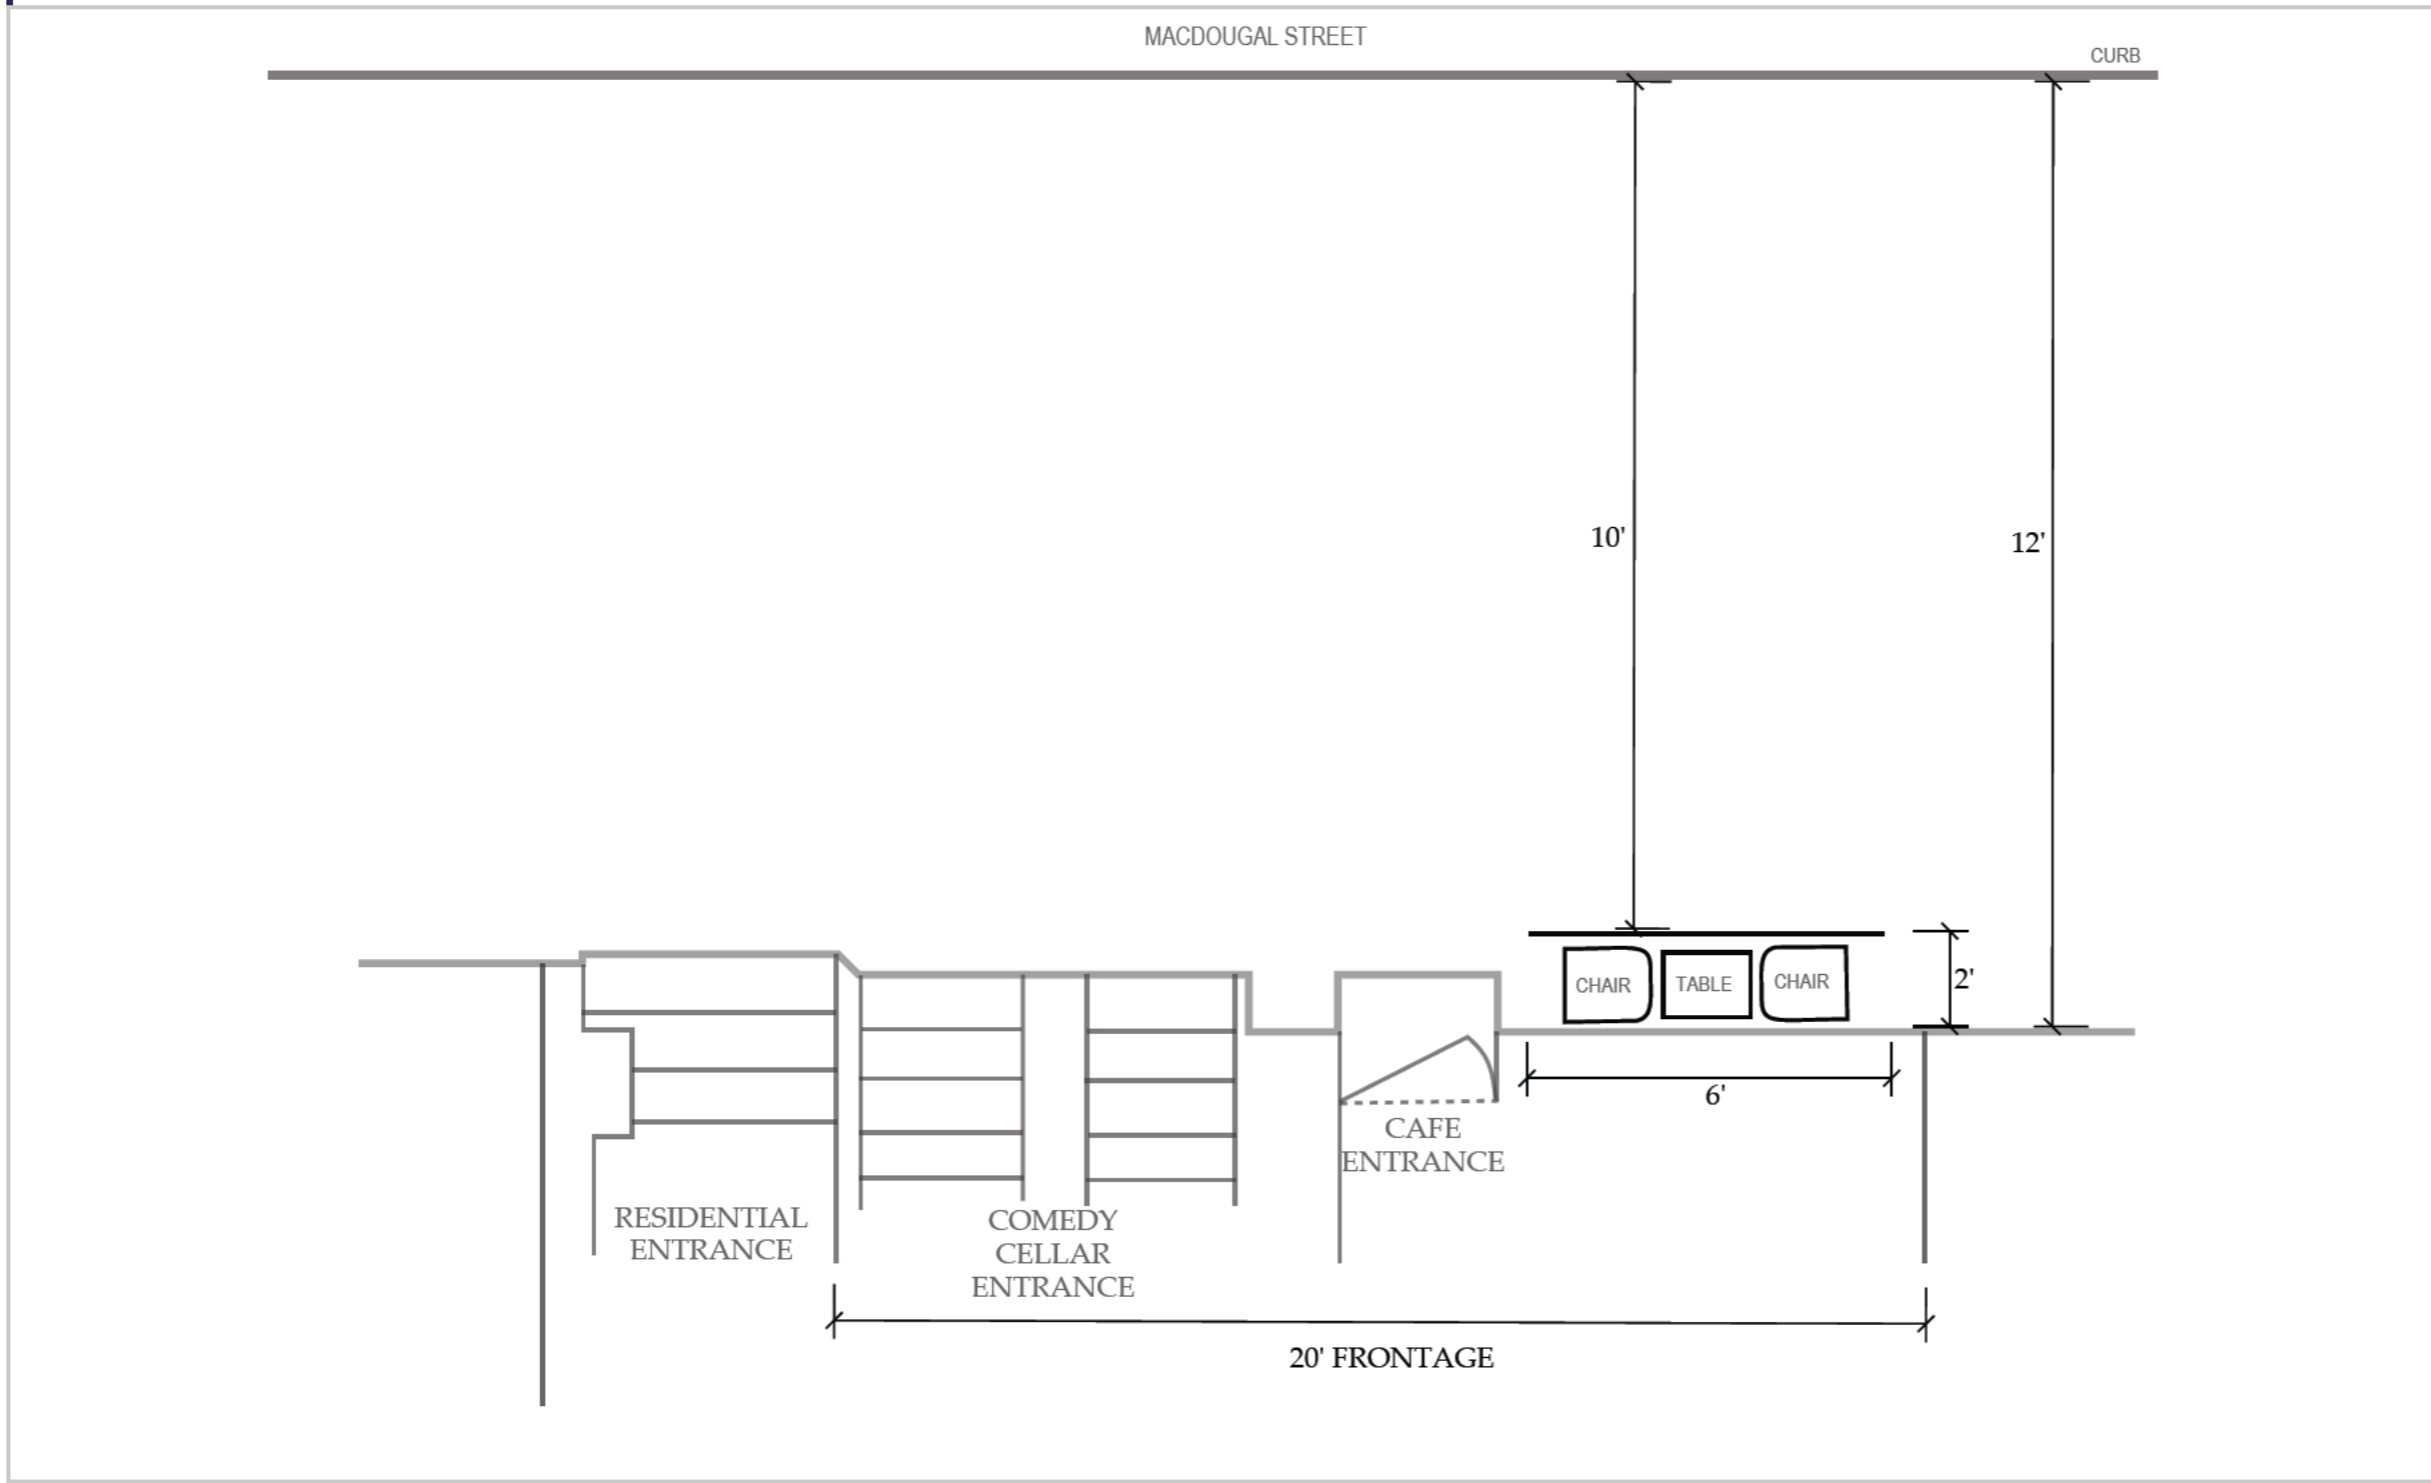 MACDOUGAL STREET
CURB
10'
12'
CHAIR
TABLE
CHAIR
2'
6'
CAFE
ENTRANCE
RESIDENTIAL
ENTRANCE
COMEDY
CELLAR
ENTRANCE
20' FRONTAGE